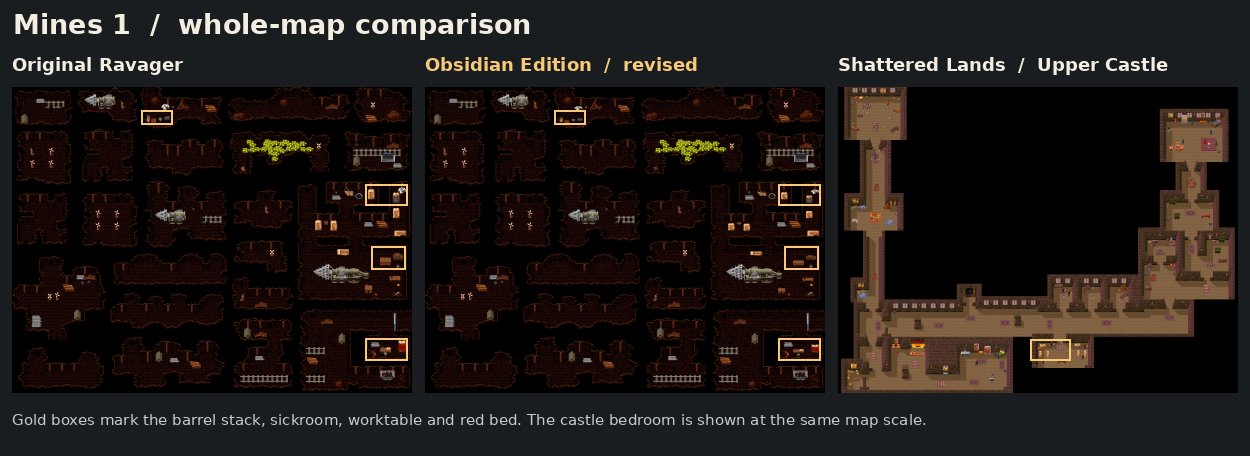 Mines 1 / whole-map comparison
Original Ravager
Obsidian Edition / revised
Shattered Lands / Upper Castle
Gold boxes mark the barrel stack, sickroom, worktable and red bed. The castle bedroom is shown at the same map scale.